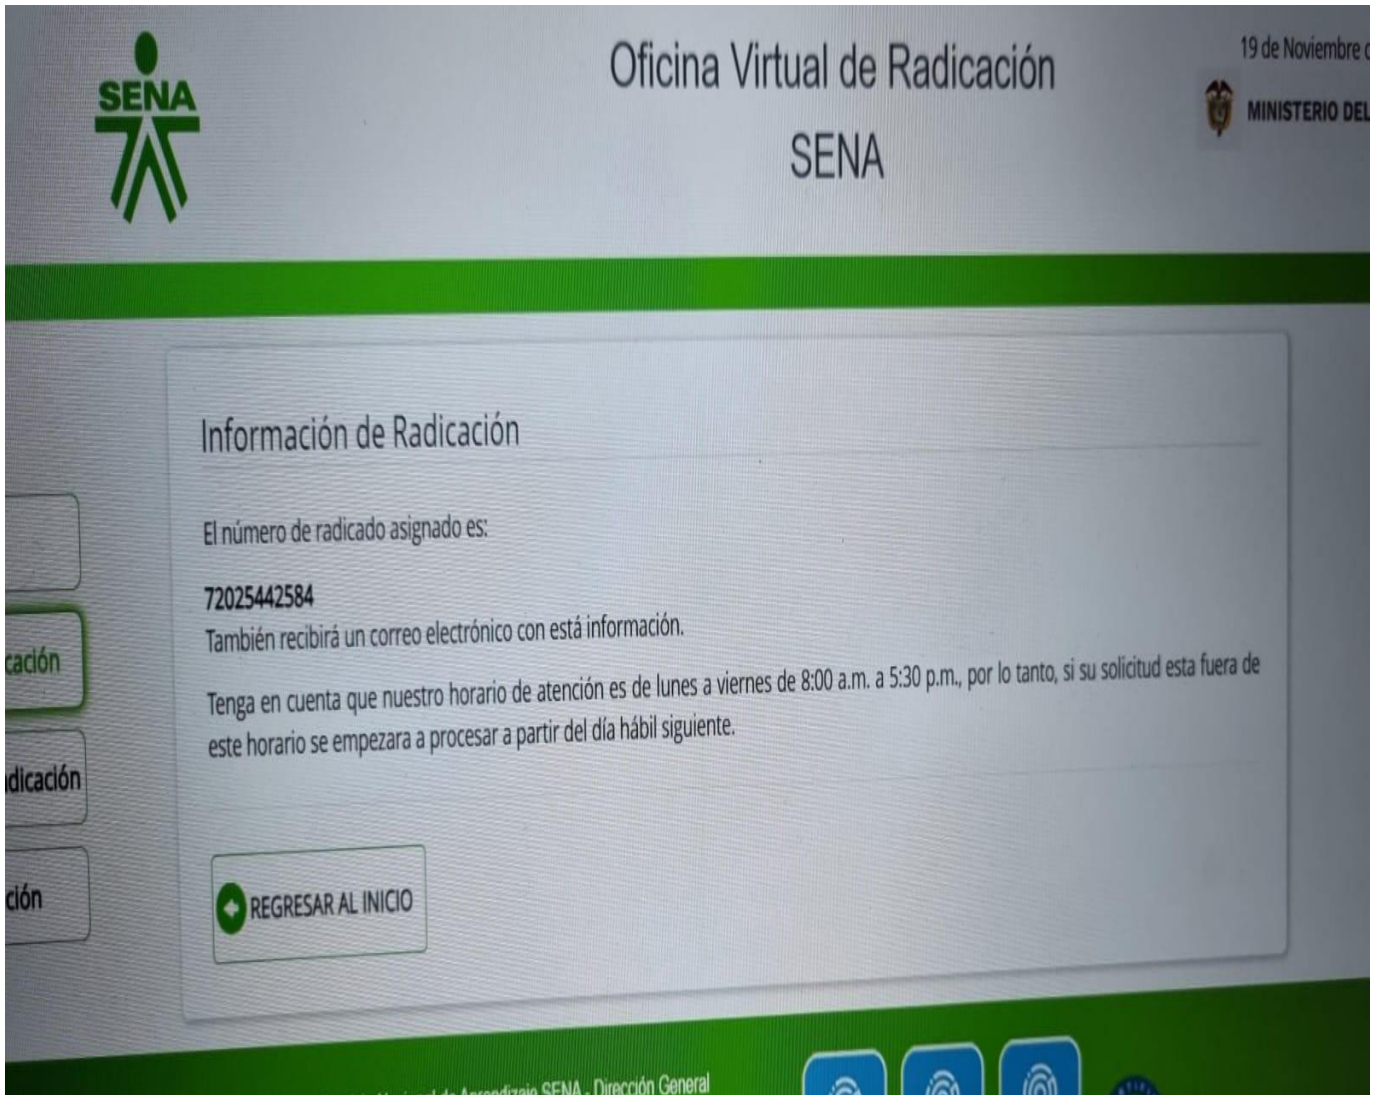 SENA
Oficina Virtual de Radicación
SENA
19 de Noviembre
MINISTERIO DEL
Información de Radicación
El número de radicado asignado es:
72025442584
También recibirá un correo electrónico con está información.
Tenga en cuenta que nuestro horario de atención es de lunes a viernes de 8:00 a.m. a 5:30 p.m., por lo tanto, si su solicitud esta fuera de
este horario se empezara a procesar a partir del día hábil siguiente.
cación
dicación
ción
REGRESAR AL INICIO
de Aprendizaje SENA - Dirección General